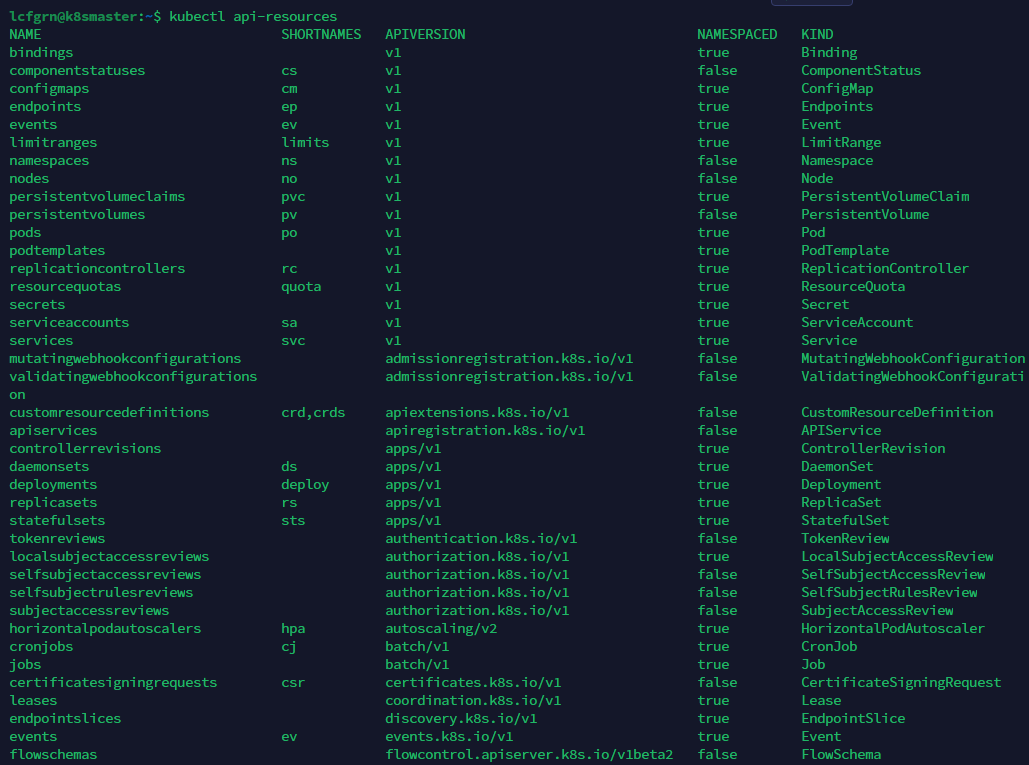 lcfgrn@k8smaster:~$ kubectl api-resources
NAME SHORTNAMES APIVERSION NAMESPACED KIND
bindings v1 true Binding
componentstatuses cs v1 false ComponentStatus
configmaps cm v1 true ConfigMap
endpoints ep v1 true Endpoints
events ev v1 true Event
limitranges limits v1 true LimitRange
namespaces ns v1 false Namespace
nodes no v1 false Node
persistentvolumeclaims pvc v1 true PersistentVolumeClaim
persistentvolumes pv v1 false PersistentVolume
pods po v1 true Pod
podtemplates v1 true PodTemplate
replicationcontrollers rc v1 true ReplicationController
resourcequotas quota v1 true ResourceQuota
secrets v1 true Secret
serviceaccounts sa v1 true ServiceAccount
services svc v1 true Service
mutatingwebhookconfigurations admissionregistration.k8s.io/v1 false MutatingWebhookConfiguration
validatingwebhookconfigurations admissionregistration.k8s.io/v1 false ValidatingWebhookConfigurati
on
customresourcedefinitions crd,crds apiextensions.k8s.io/v1 false CustomResourceDefinition
apiservices apiregistration.k8s.io/v1 false APIService
controllerrevisions apps/v1 true ControllerRevision
daemonsets ds apps/v1 true DaemonSet
deployments deploy apps/v1 true Deployment
replicasets rs apps/v1 true ReplicaSet
statefulsets sts apps/v1 true StatefulSet
tokenreviews authentication.k8s.io/v1 false TokenReview
localsubjectaccessreviews authorization.k8s.io/v1 true LocalSubjectAccessReview
selfsubjectaccessreviews authorization.k8s.io/v1 false SelfSubjectAccessReview
selfsubjectrulesreviews authorization.k8s.io/v1 false SelfSubjectRulesReview
subjectaccessreviews authorization.k8s.io/v1 false SubjectAccessReview
horizontalpodautoscalers hpa autoscaling/v2 true HorizontalPodAutoscaler
cronjobs cj batch/v1 true CronJob
jobs batch/v1 true Job
certificatesigningrequests csr certificates.k8s.io/v1 false CertificateSigningRequest
leases coordination.k8s.io/v1 true Lease
endpointslices discovery.k8s.io/v1 true EndpointSlice
events ev events.k8s.io/v1 true Event
flowschemas flowcontrol.apiserver.k8s.io/v1beta2 false FlowSchema